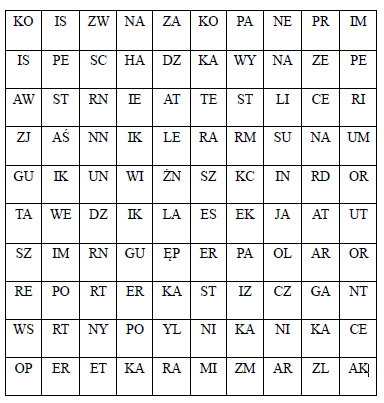 KO IS ZW NA ZA KO PA NE PR IM
IS PE SC HA DZ KA WY NA ZE PE
AW ST RN IE AT TE ST LI CE RI
ZJ AŚ NN IK LE RA RM SU NA UM
GU IK UN WI ŻN SZ KC IN RD OR
TA WE DZ IK LA ES EK JA AT UT
SZ IM RN GU ĘP ER PA OL AR OR
RE PO RT ER KA ST IZ CZ GA NT
WS RT NY PO YL NI KA NI KA CE
OP ER ET KA RA MI ZM AR ZL AK